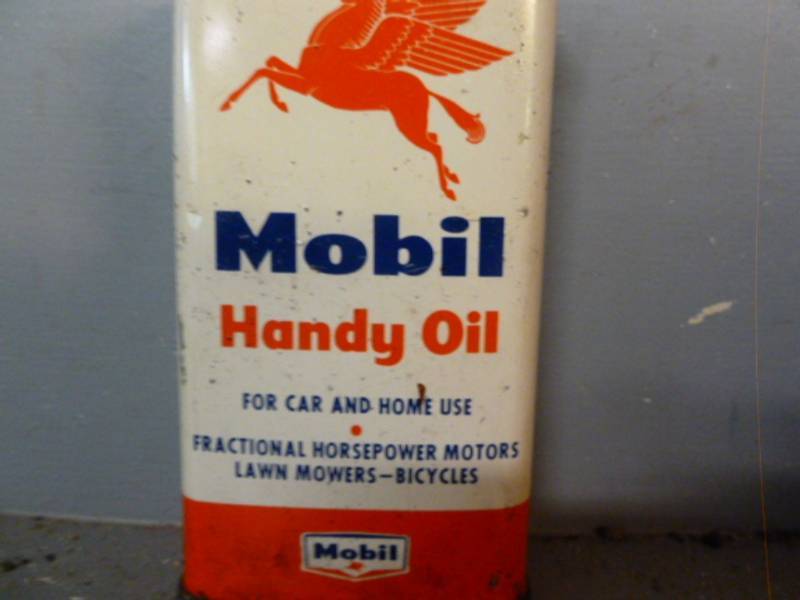 Mobil
Handy Oil
FOR CAR AND HOME USE
FRACTIONAL HORSEPOWER MOTORS
LAWN MOWERS—BICYCLES
Mobil